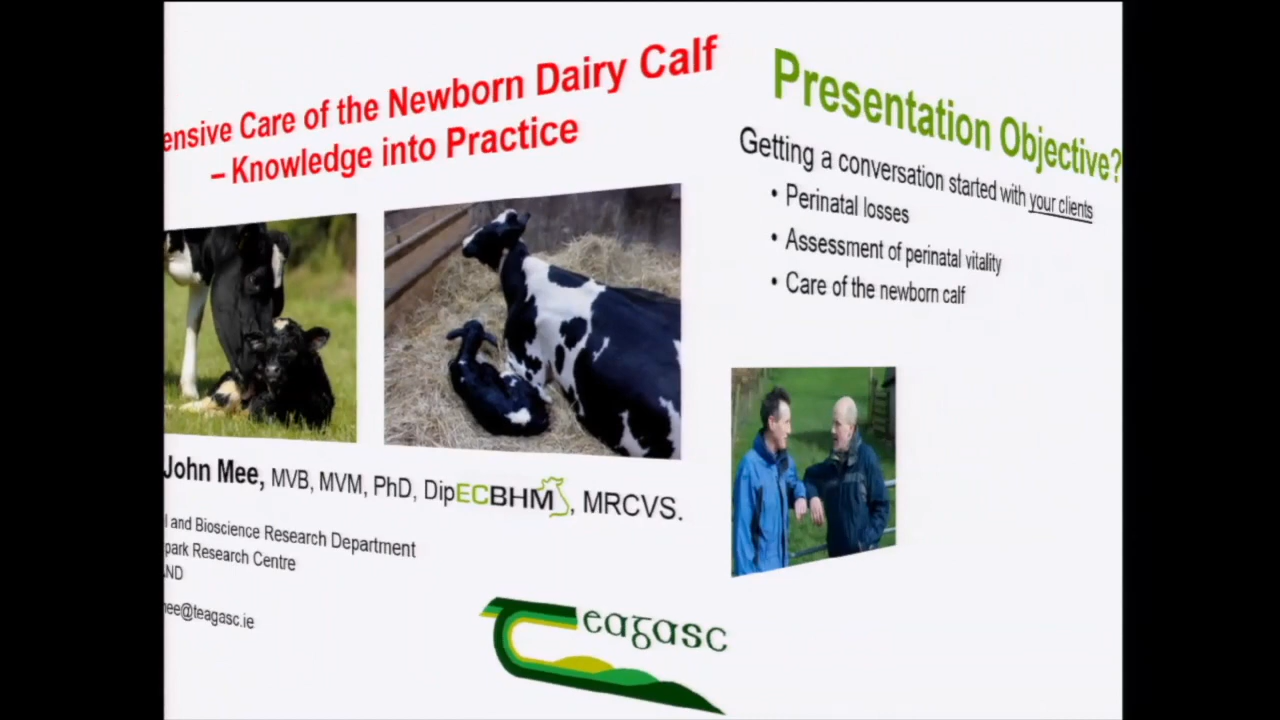 ensive Care of the Newborn Dairy Calf
– Knowledge into Practice
John Mee, MVB, MVM, PhD, DipECBHM, MRCVS.
l and Bioscience Research Department
park Research Centre
ND
ee@teagasc.ie
Teagasc
Presentation Objective?
Getting a conversation started with your clients
• Perinatal losses
• Assessment of perinatal vitality
• Care of the newborn calf